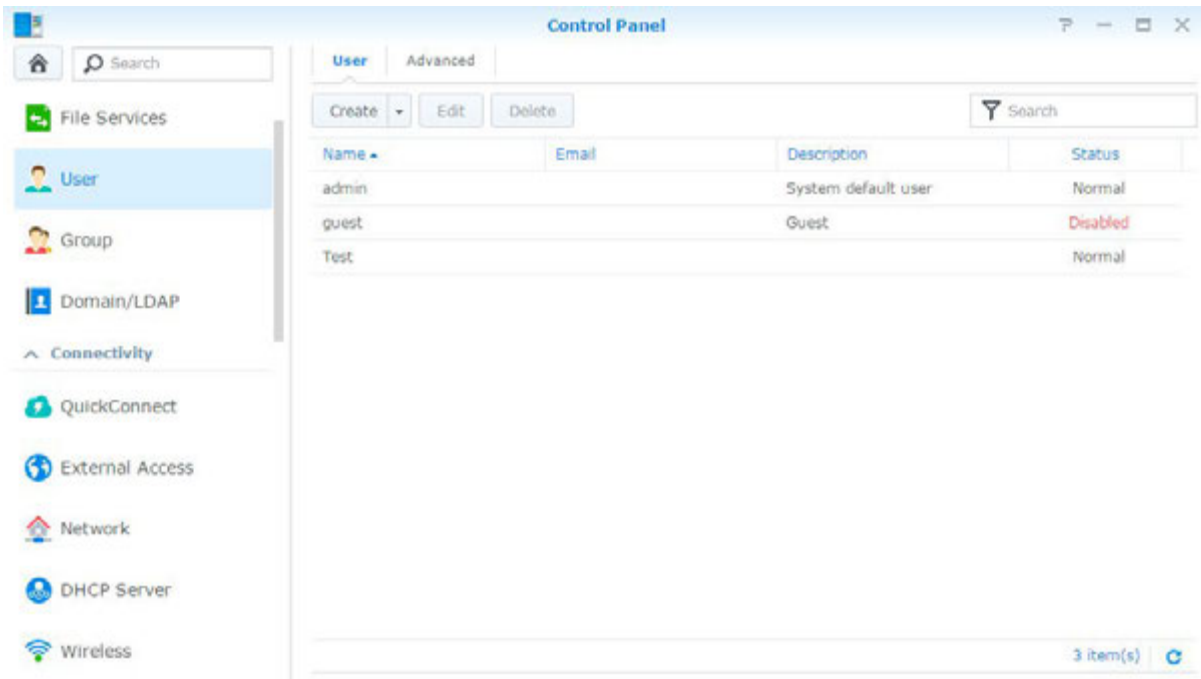 Control Panel
Search
User Advanced
File Services
Create Edit Delete Search
Name Email Description Status
User
admin System default user Normal
guest Guest Disabled
Group
Test Normal
Domain/LDAP
Connectivity
QuickConnect
External Access
Network
DHCP Server
Wireless
3 item(s)